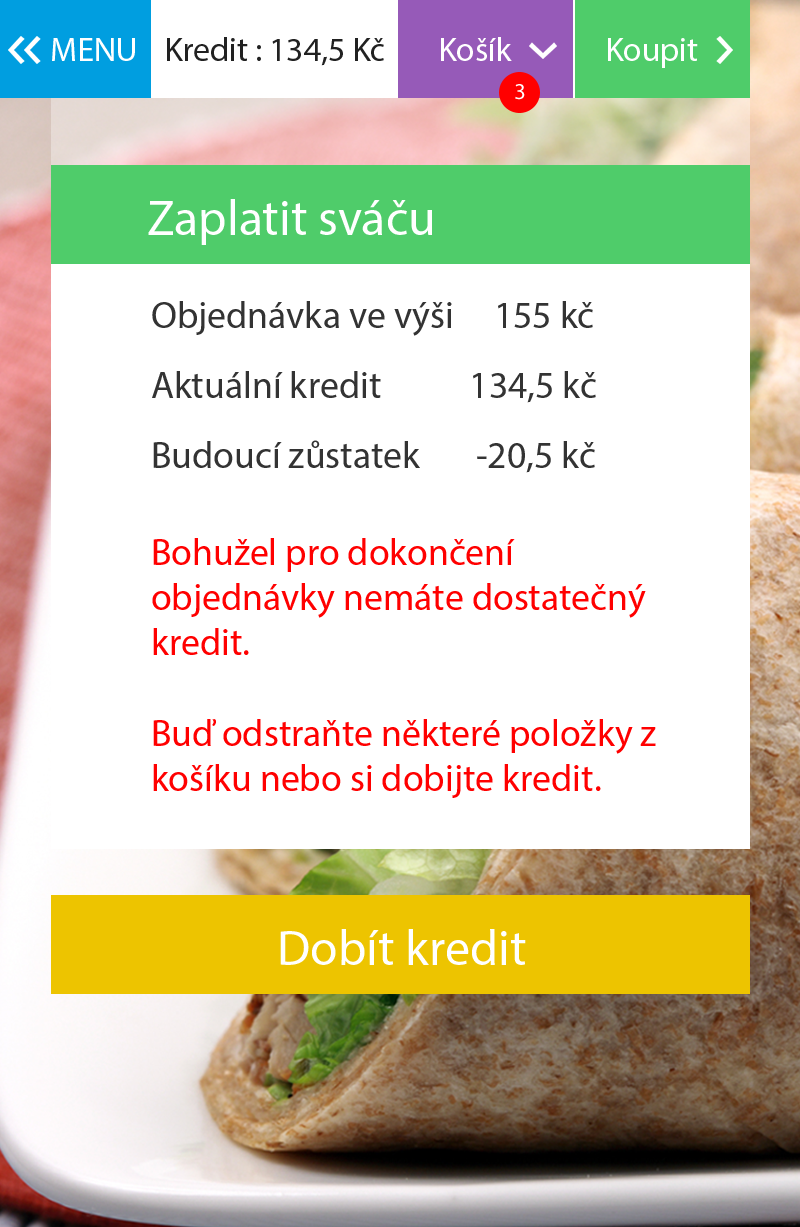 MENU Kredit : 134,5 Kč Košík Koupit
3
Zaplatit sváču
Objednávka ve výši 155 kč
Aktuální kredit 134,5 kč
Budoucí zůstatek -20,5 kč
Bohužel pro dokončení
objednávky nemáte dostatečný
kredit.
Buď odstraňte některé položky z
košíku nebo si dobijte kredit.
Dobít kredit